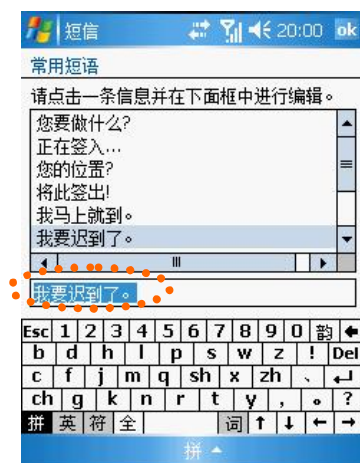 短信 20:00 ok
常用短语
请点击一条信息并在下面框中进行编辑。
您要做什么?
正在签入...
您的位置?
将此签出!
我马上就到。
我要迟到了。
我要迟到了。
Esc 1 2 3 4 5 6 7 8 9 0 韵 ←
b d h l p s w z ! Del
c f j m q sh x zh 、 ↵
ch g k n r t y , 。 ?
拼 英 符 全 词 ↑ ↓ ← →
拼